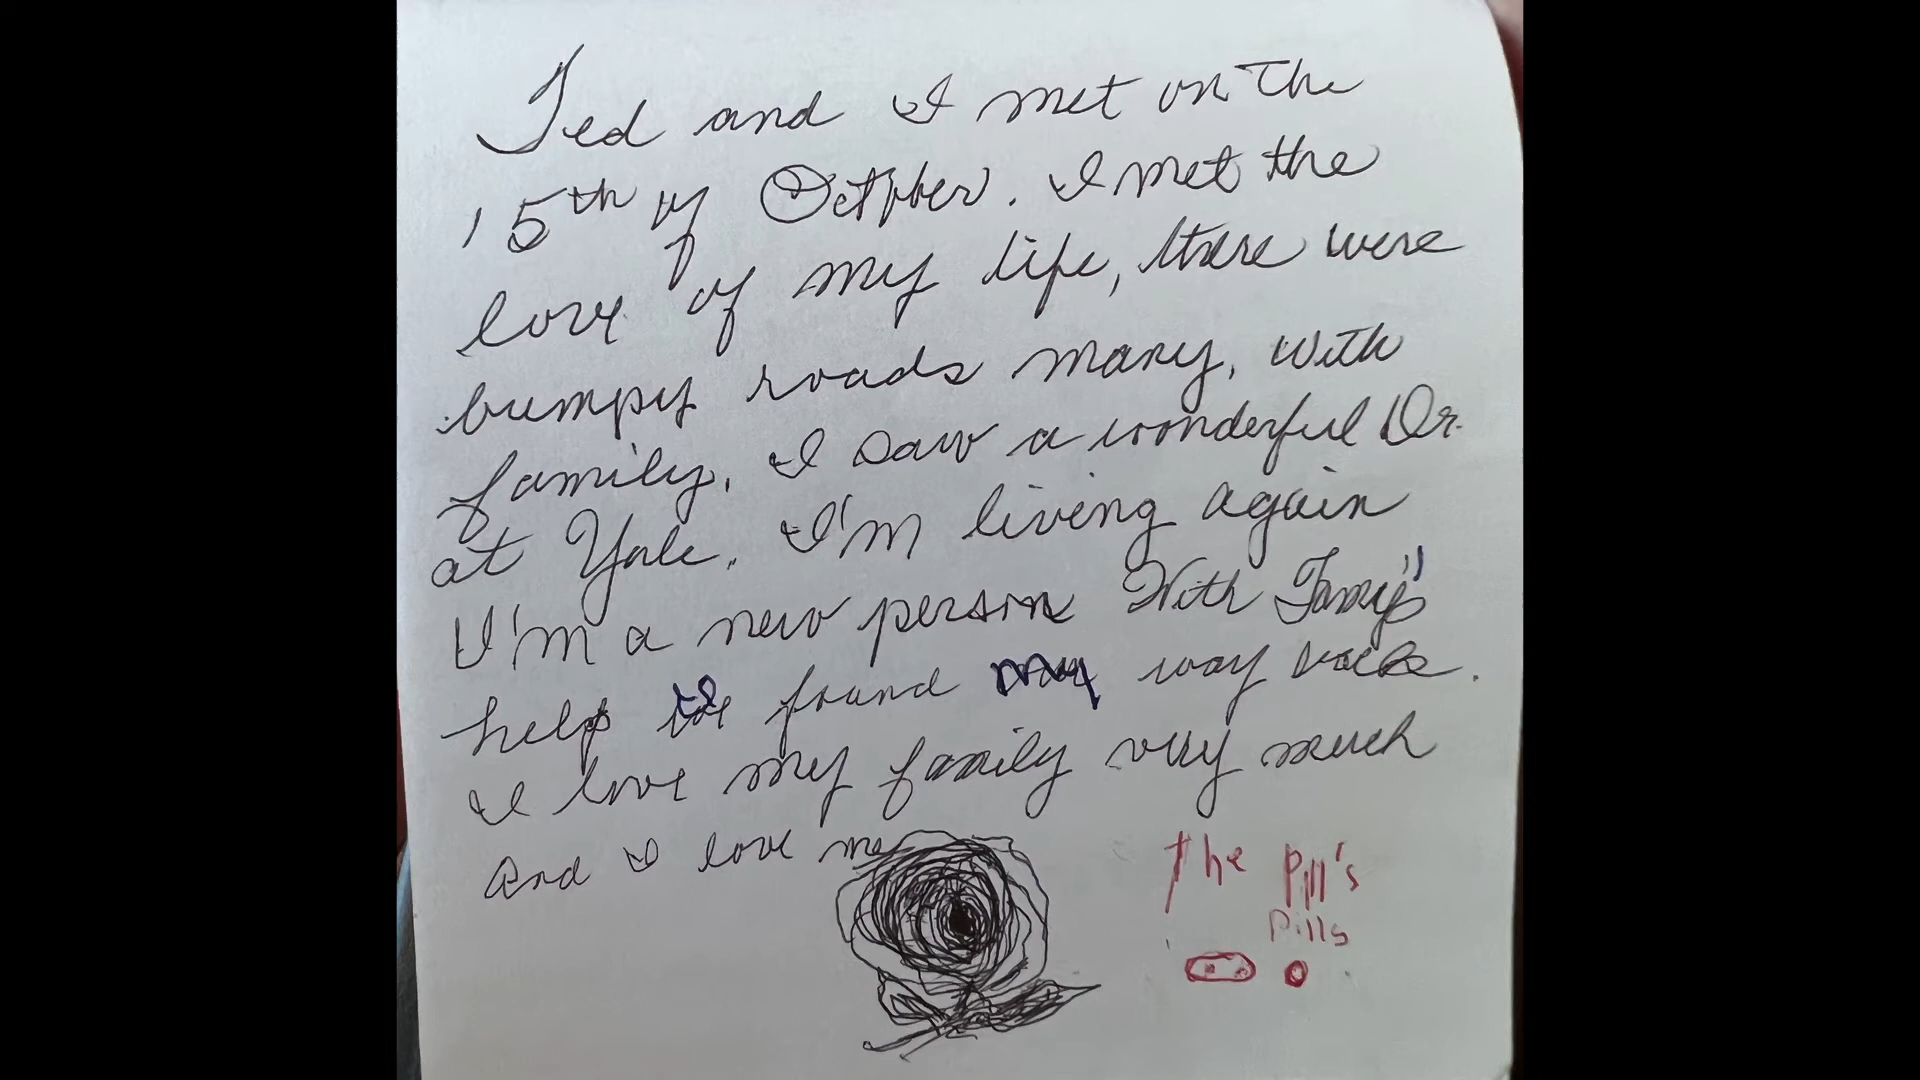 Ted and I met on The
15th of October. I met the
love of my life, there were
bumpy roads many, with
family, I saw a wonderful Dr.
at Yale. I'm living again
I'm a new person With Tamy's
help I found my way back.
I love my family very much
and I love me
the pill's
pills